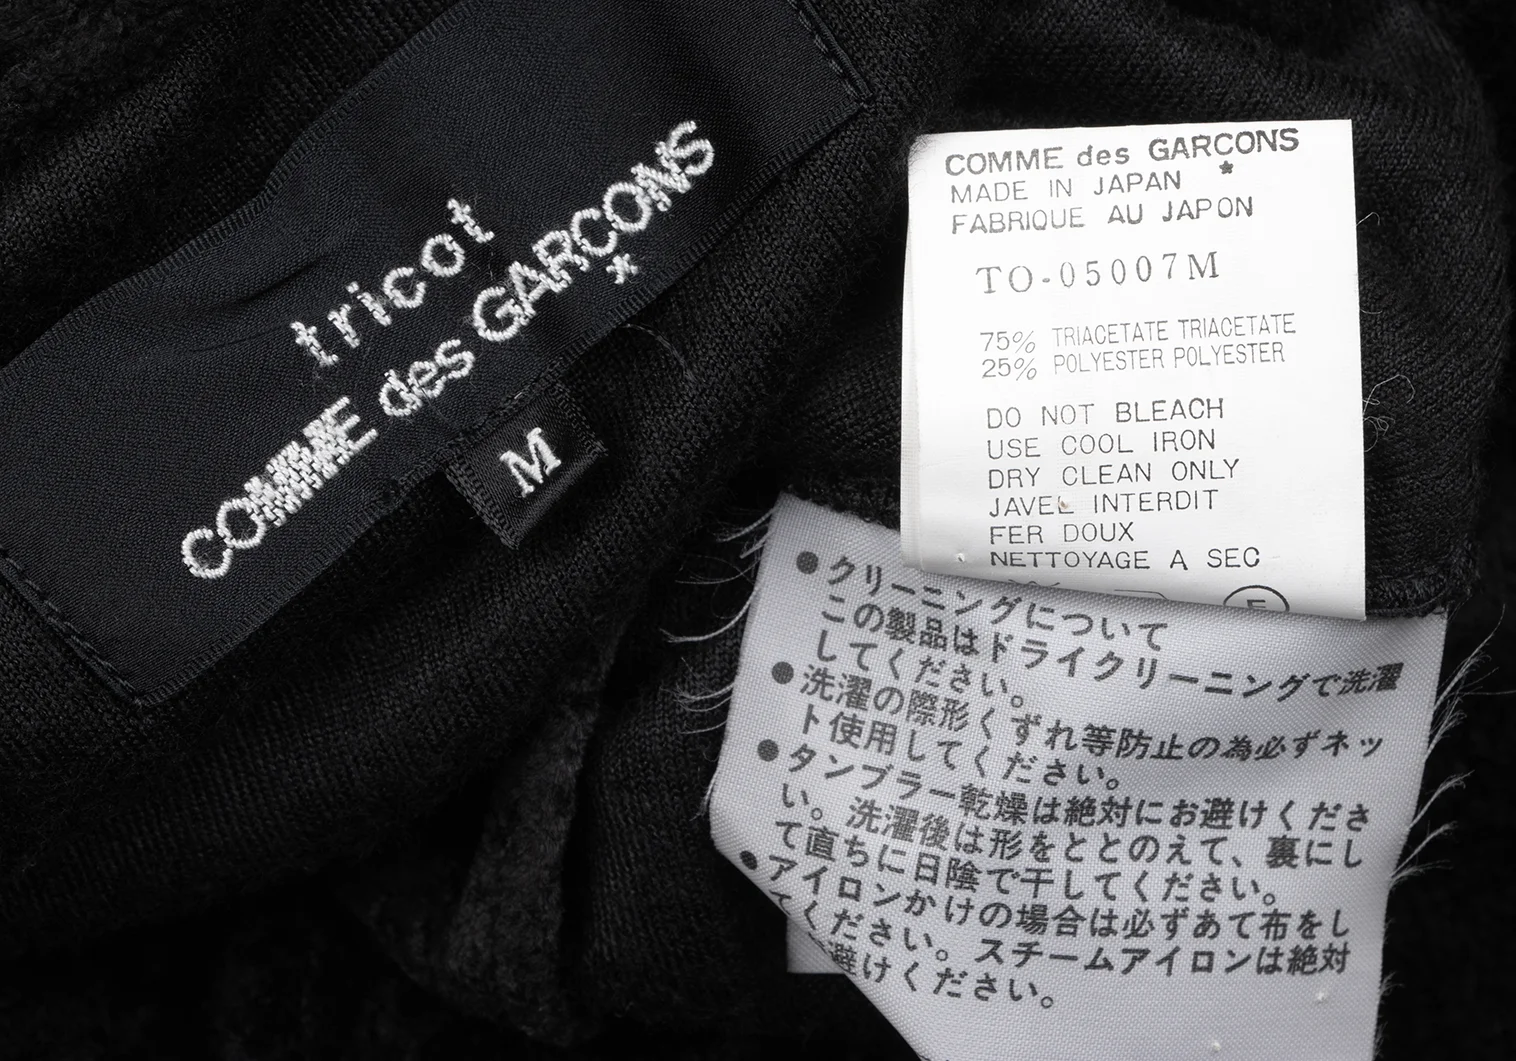 tricot
COMME des GARÇONS
*
M
COMME des GARCONS
*
MADE IN JAPAN
FABRIQUE AU JAPON
TO-05007M
75% TRIACETATE TRIACETATE
25% POLYESTER POLYESTER
DO NOT BLEACH
USE COOL IRON
DRY CLEAN ONLY
JAVEL INTERDIT
FER DOUX
NETTOYAGE A SEC
●クリーニングについて
この製品はドライクリーニングで洗濯
してください。
●洗濯の際形くずれ等防止の為必ずネッ
ト使用してください。
●タンブラー乾燥は絶対にお避けくださ
い。洗濯後は形をととのえて、裏にし
て直ちに日陰で干してください。
●アイロンかけの場合は必ずあて布をし
てください。スチームアイロンは絶対
避けください。